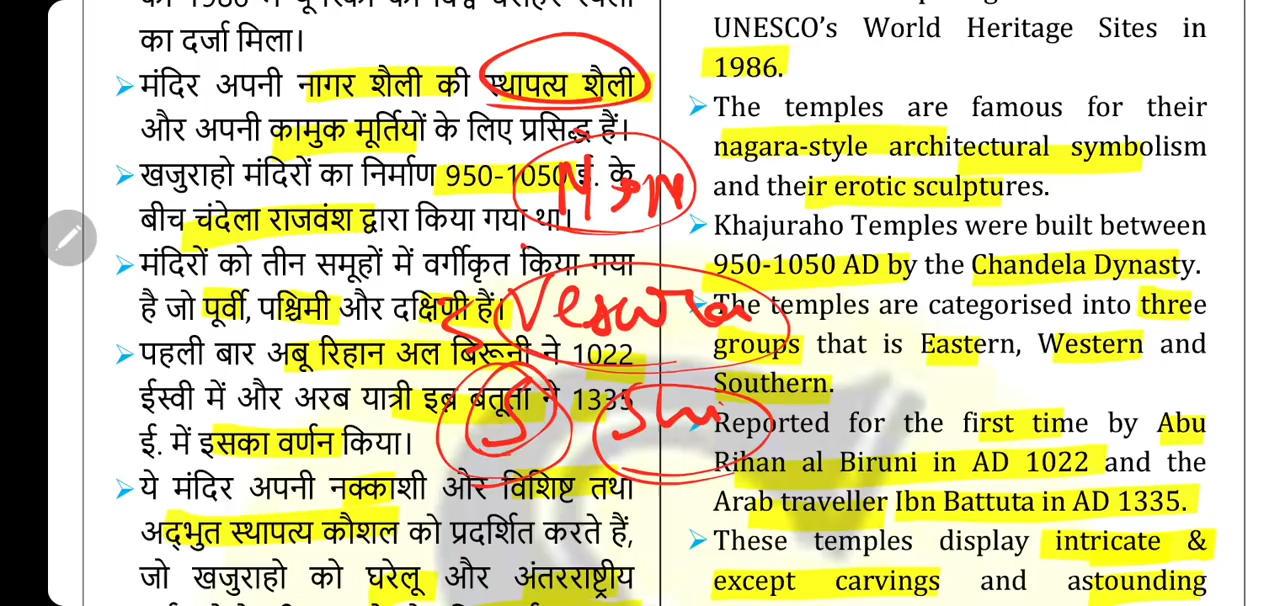 का दर्जा मिला।
मंदिर अपनी नागर शैली की स्थापत्य शैली
और अपनी कामुक मूर्तियों के लिए प्रसिद्ध हैं।
खजुराहो मंदिरों का निर्माण 950-1050 ई. के
बीच चंदेला राजवंश द्वारा किया गया था।
मंदिरों को तीन समूहों में वर्गीकृत किया गया
है जो पूर्वी, पश्चिमी और दक्षिणी हैं।
पहली बार अबू रिहान अल बिरूनी ने 1022
ईस्वी में और अरब यात्री इब्न बतूता ने 1335
ई. में इसका वर्णन किया।
ये मंदिर अपनी नक्काशी और विशिष्ट तथा
अद्भुत स्थापत्य कौशल को प्रदर्शित करते हैं,
जो खजुराहो को घरेलू और अंतरराष्ट्रीय
UNESCO's World Heritage Sites in
1986.
The temples are famous for their
nagara-style architectural symbolism
and their erotic sculptures.
Khajuraho Temples were built between
950-1050 AD by the Chandela Dynasty.
The temples are categorised into three
groups that is Eastern, Western and
Southern.
Reported for the first time by Abu
Rihan al Biruni in AD 1022 and the
Arab traveller Ibn Battuta in AD 1335.
These temples display intricate &
except carvings and astounding
Vesara
S